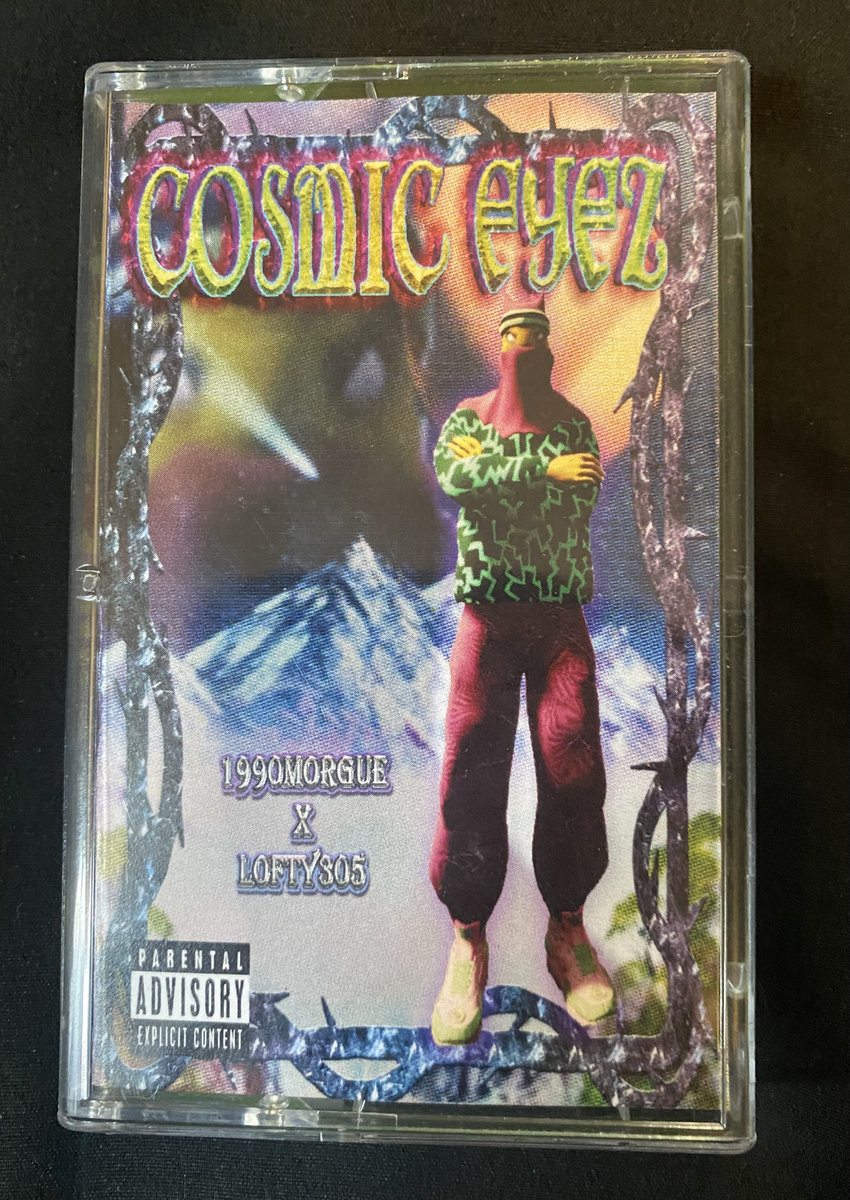 COSMIC EYEZ
1990MORGUE
X
LOFTY305
PARENTAL
ADVISORY
EXPLICIT CONTENT